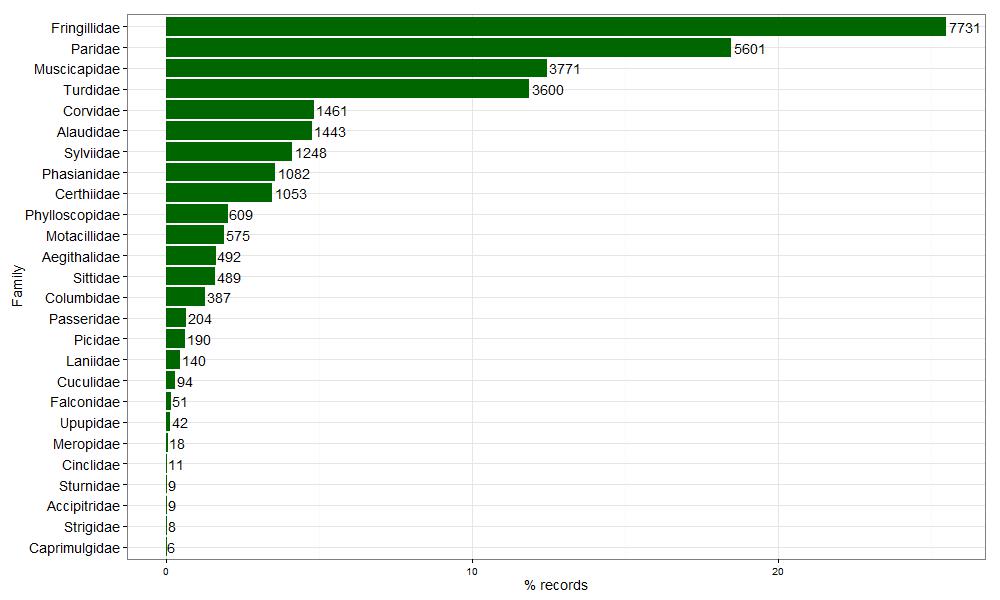 Fringillidae 7731
Paridae 5601
Muscicapidae 3771
Turdidae 3600
Corvidae 1461
Alaudidae 1443
Sylviidae 1248
Phasianidae 1082
Certhiidae 1053
Phylloscopidae 609
Motacillidae 575
Aegithalidae 492
Sittidae 489
Columbidae 387
Passeridae 204
Picidae 190
Laniidae 140
Cuculidae 94
Falconidae 51
Upupidae 42
Meropidae 18
Cinclidae 11
Sturnidae 9
Accipitridae 9
Strigidae 8
Caprimulgidae 6
Family
0 10 20
% records